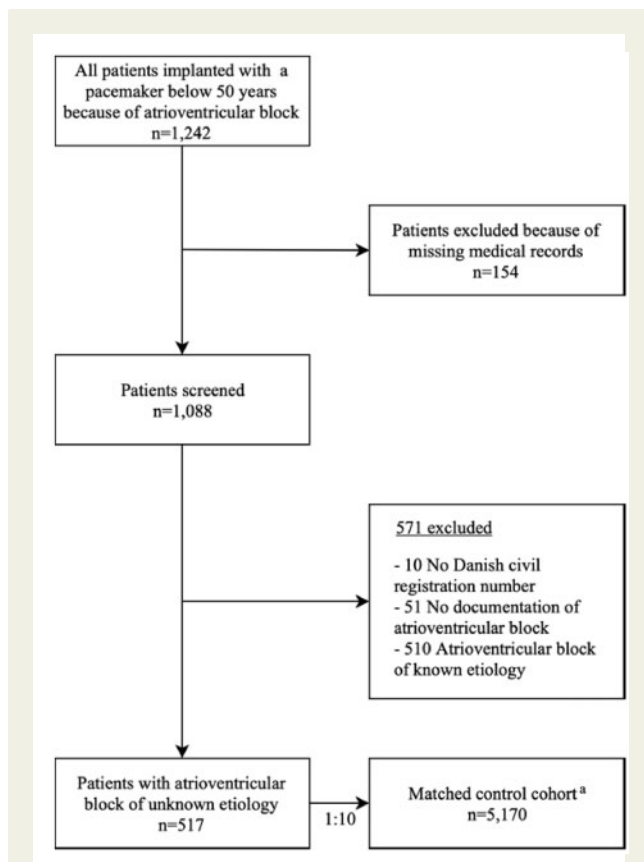 All patients implanted with a
pacemaker below 50 years
because of atrioventricular block
n=1,242
Patients excluded because of
missing medical records
n=154
Patients screened
n=1,088
571 excluded
- 10 No Danish civil
registration number
- 51 No documentation of
atrioventricular block
- 510 Atrioventricular block
of known etiology
Patients with atrioventricular
block of unknown etiology
n=517
1:10
Matched control cohort a
n=5,170